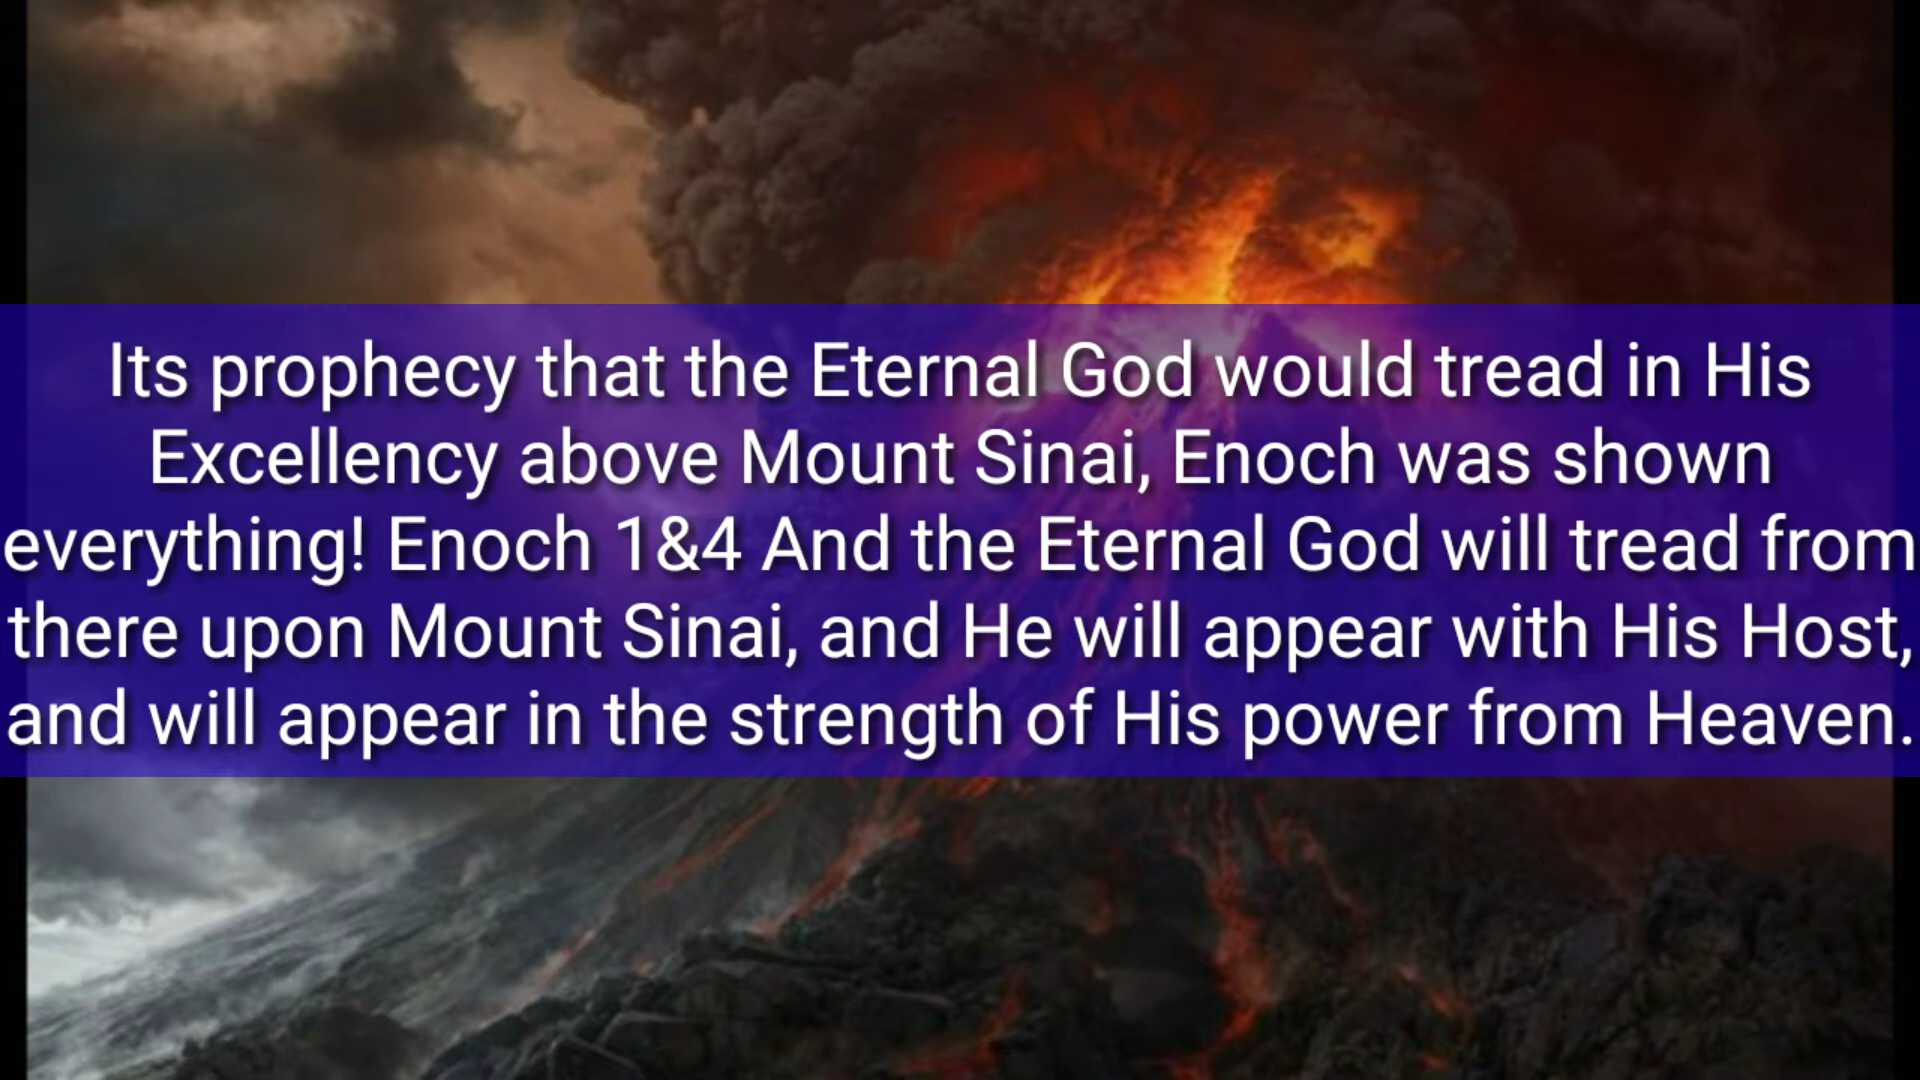 Its prophecy that the Eternal God would tread in His
Excellency above Mount Sinai, Enoch was shown
everything! Enoch 1&4 And the Eternal God will tread from
there upon Mount Sinai, and He will appear with His Host,
and will appear in the strength of His power from Heaven.